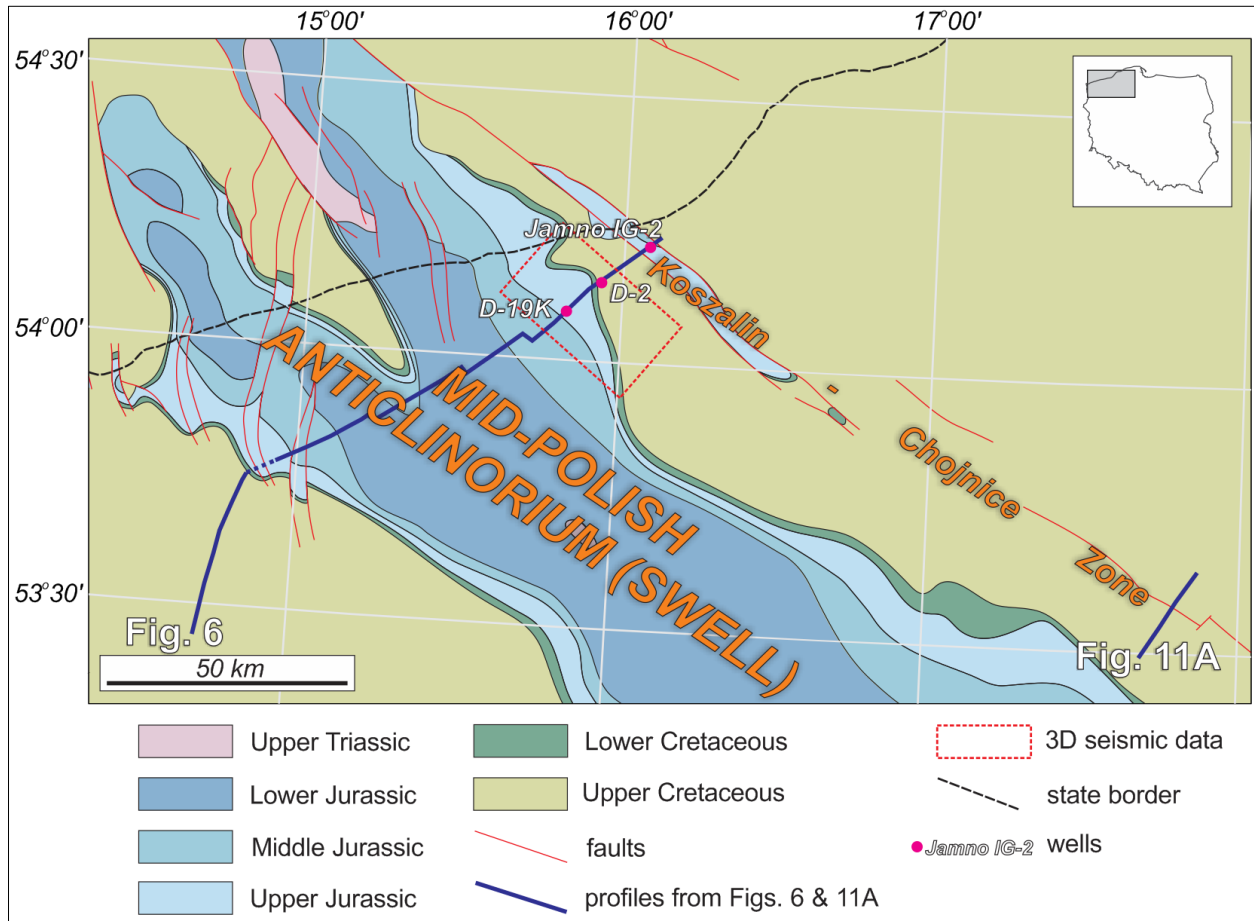 15°00'
16°00'
17°00'
54°30'
54°00'
53°30'
Jamno IG-2
D-2
D-19K
Koszalin
-
Chojnice
Zone
MID-POLISH
ANTICLINORIUM (SWELL)
Fig. 6
Fig. 11A
50 km
Upper Triassic
Lower Jurassic
Middle Jurassic
Upper Jurassic
Lower Cretaceous
Upper Cretaceous
faults
profiles from Figs. 6 & 11A
3D seismic data
state border
Jamno IG-2 wells